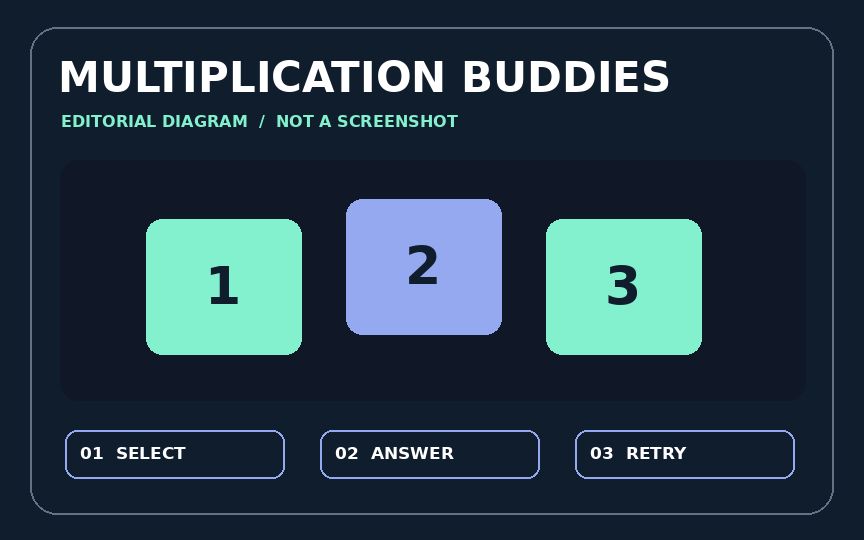 MULTIPLICATION BUDDIES
EDITORIAL DIAGRAM / NOT A SCREENSHOT
1 2 3
01 SELECT 02 ANSWER 03 RETRY